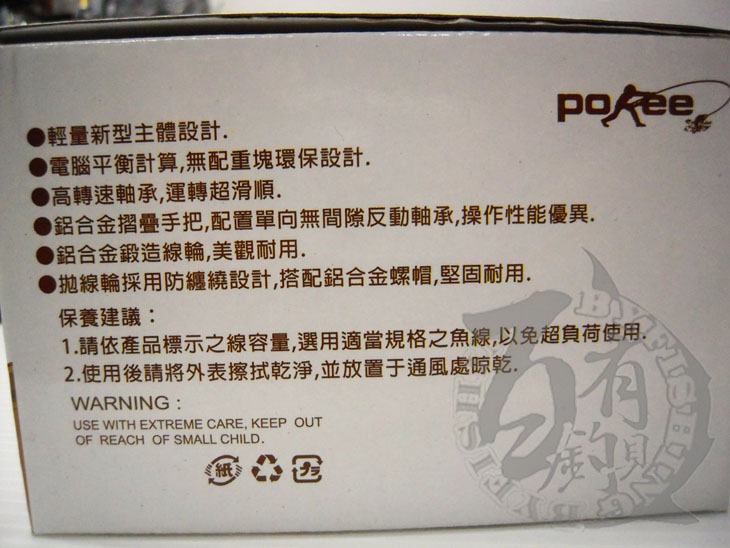 pokee
●輕量新型主體設計.
●電腦平衡計算,無配重塊環保設計.
●高轉速軸承,運轉超滑順.
●鋁合金摺疊手把,配置單向無間隙反動軸承,操作性能優異.
●鋁合金鍛造線輪,美觀耐用.
●拋線輪採用防纏繞設計,搭配鋁合金螺帽,堅固耐用.
保養建議：
1.請依產品標示之線容量,選用適當規格之魚線,以免超負荷使用.
2.使用後請將外表擦拭乾淨,並放置于通風處晾乾.
WARNING :
USE WITH EXTREME CARE, KEEP OUT
OF REACH OF SMALL CHILD.
紙 プラ
百有釣具